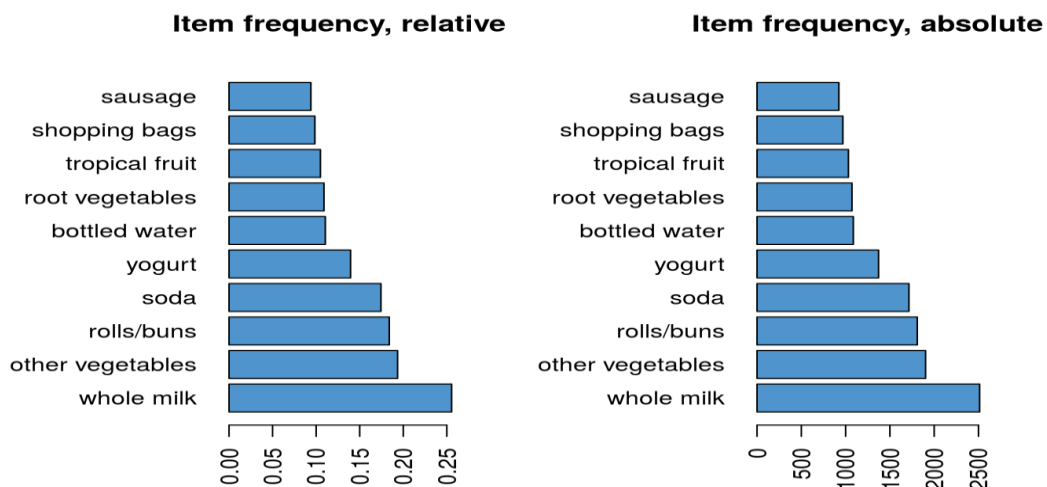 Item frequency, relative
sausage
shopping bags
tropical fruit
root vegetables
bottled water
yogurt
soda
rolls/buns
other vegetables
whole milk
0.00
0.05
0.10
0.15
0.20
0.25
Item frequency, absolute
sausage
shopping bags
tropical fruit
root vegetables
bottled water
yogurt
soda
rolls/buns
other vegetables
whole milk
0
500
1000
1500
2000
2500